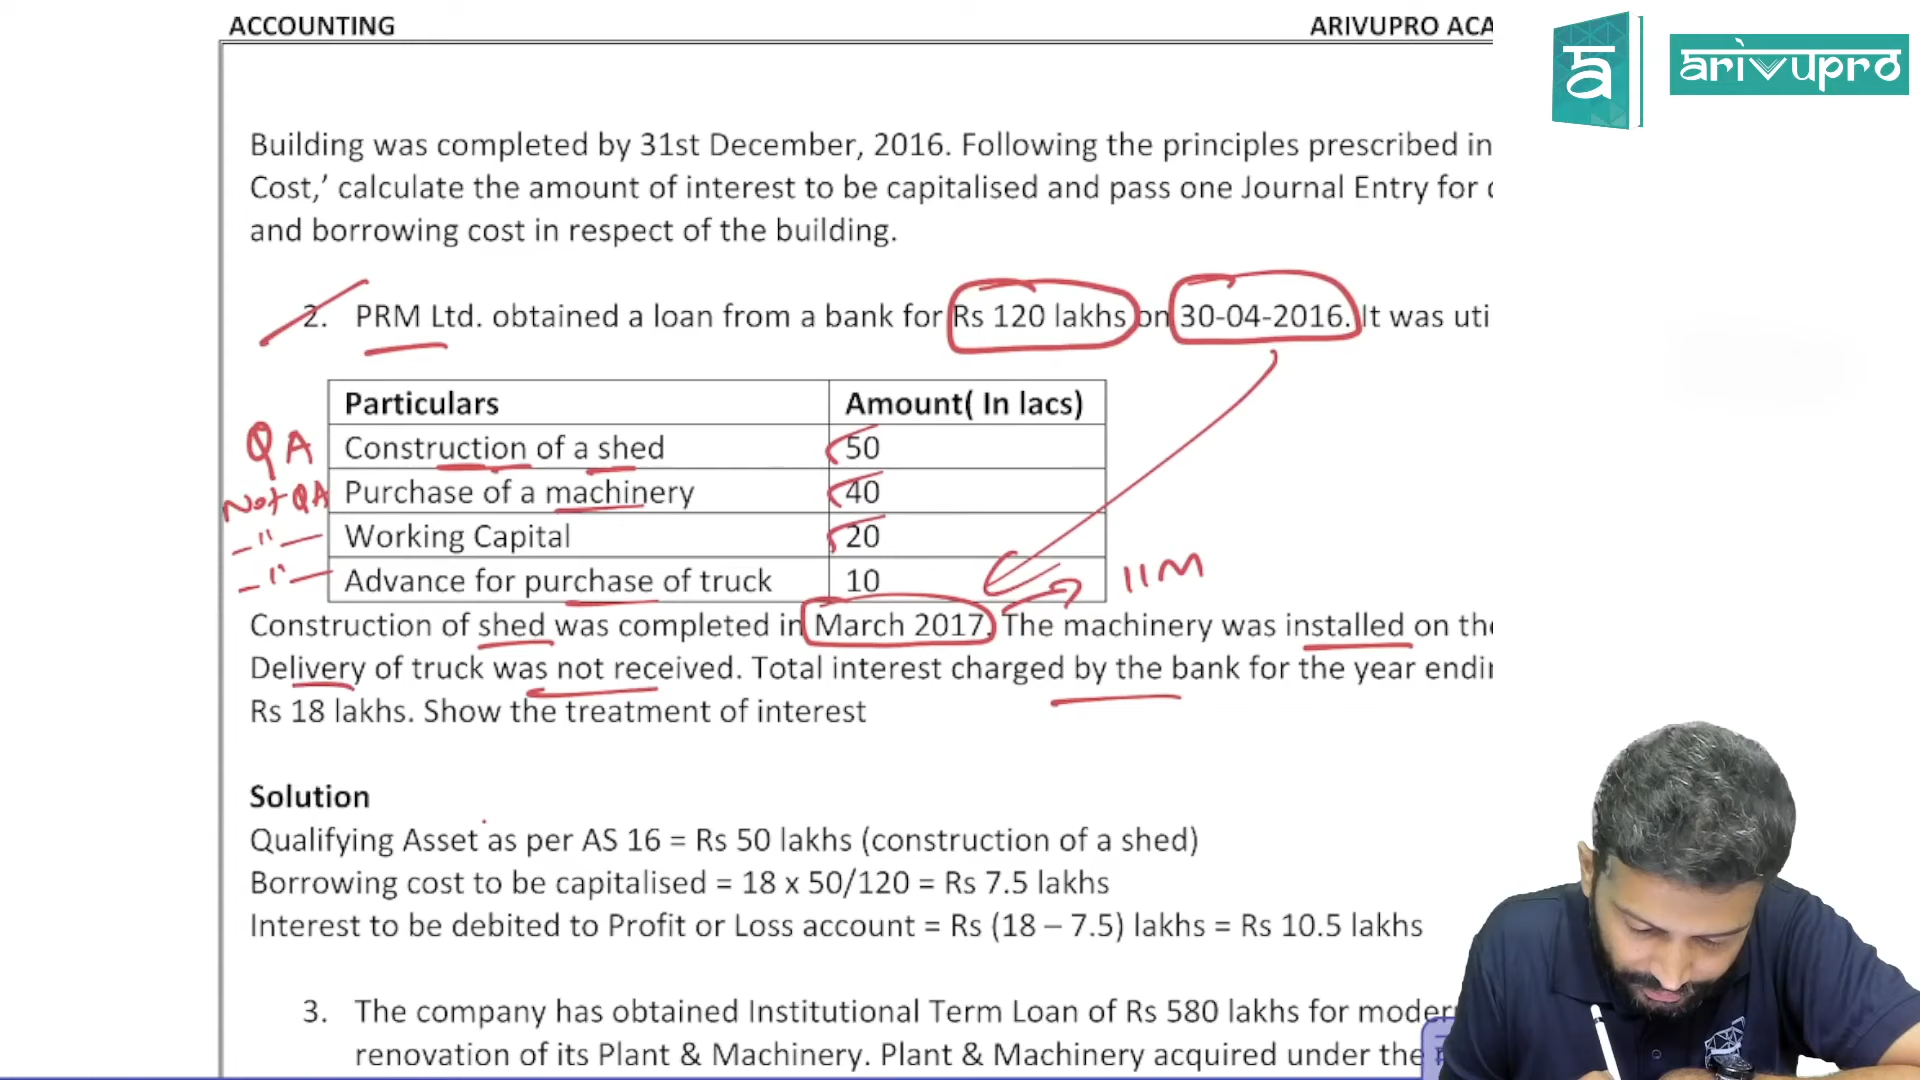 ACCOUNTING
ARIVUPRO ACA
ā arivupro
Building was completed by 31st December, 2016. Following the principles prescribed in
Cost,’ calculate the amount of interest to be capitalised and pass one Journal Entry for
and borrowing cost in respect of the building.
2. PRM Ltd. obtained a loan from a bank for Rs 120 lakhs on 30-04-2016. It was uti
Particulars Amount( In lacs)
QA Construction of a shed 50
Not QA Purchase of a machinery 40
–"– Working Capital 20
–"– Advance for purchase of truck 10
11M
Construction of shed was completed in March 2017. The machinery was installed on the
Delivery of truck was not received. Total interest charged by the bank for the year endi
Rs 18 lakhs. Show the treatment of interest
Solution
Qualifying Asset as per AS 16 = Rs 50 lakhs (construction of a shed)
Borrowing cost to be capitalised = 18 x 50/120 = Rs 7.5 lakhs
Interest to be debited to Profit or Loss account = Rs (18 – 7.5) lakhs = Rs 10.5 lakhs
3. The company has obtained Institutional Term Loan of Rs 580 lakhs for moder
renovation of its Plant & Machinery. Plant & Machinery acquired under the